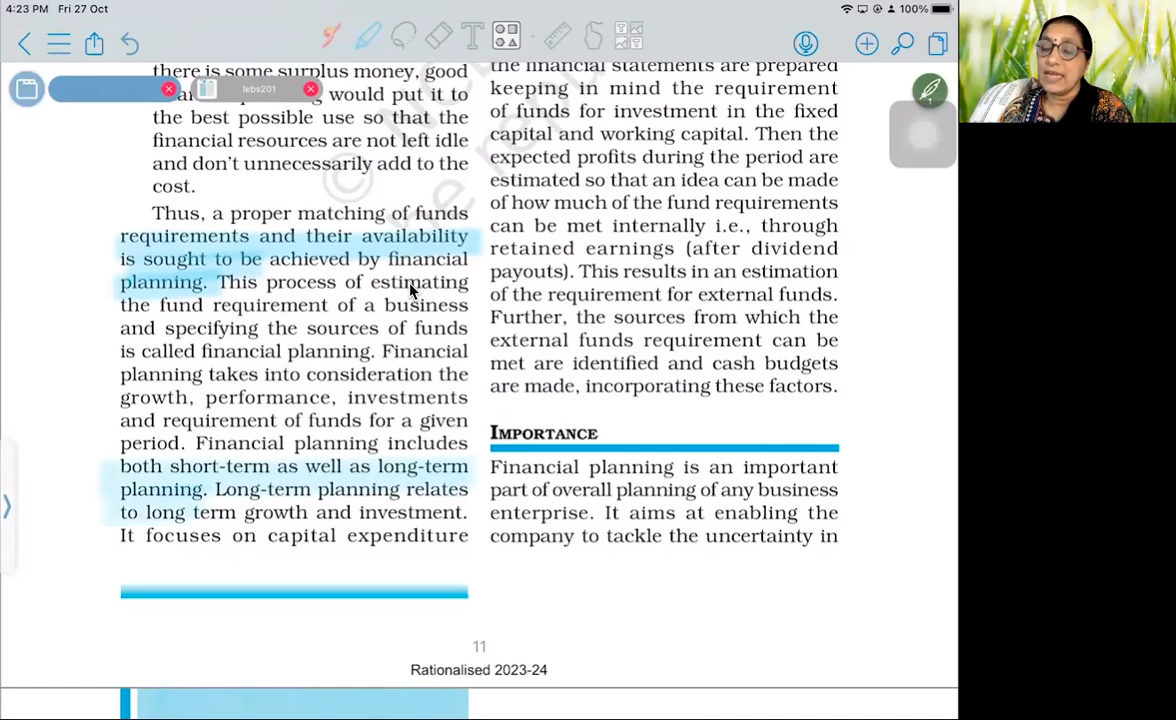 4:23 PM Fri 27 Oct
100%
lebs201
there is some surplus money, good
would put it to
the best possible use so that the
financial resources are not left idle
and don't unnecessarily add to the
cost.
Thus, a proper matching of funds
requirements and their availability
is sought to be achieved by financial
planning. This process of estimating
the fund requirement of a business
and specifying the sources of funds
is called financial planning. Financial
planning takes into consideration the
growth, performance, investments
and requirement of funds for a given
period. Financial planning includes
both short-term as well as long-term
planning. Long-term planning relates
to long term growth and investment.
It focuses on capital expenditure
the financial statements are prepared
keeping in mind the requirement
of funds for investment in the fixed
capital and working capital. Then the
expected profits during the period are
estimated so that an idea can be made
of how much of the fund requirements
can be met internally i.e., through
retained earnings (after dividend
payouts). This results in an estimation
of the requirement for external funds.
Further, the sources from which the
external funds requirement can be
met are identified and cash budgets
are made, incorporating these factors.
IMPORTANCE
Financial planning is an important
part of overall planning of any business
enterprise. It aims at enabling the
company to tackle the uncertainty in
11
Rationalised 2023-24